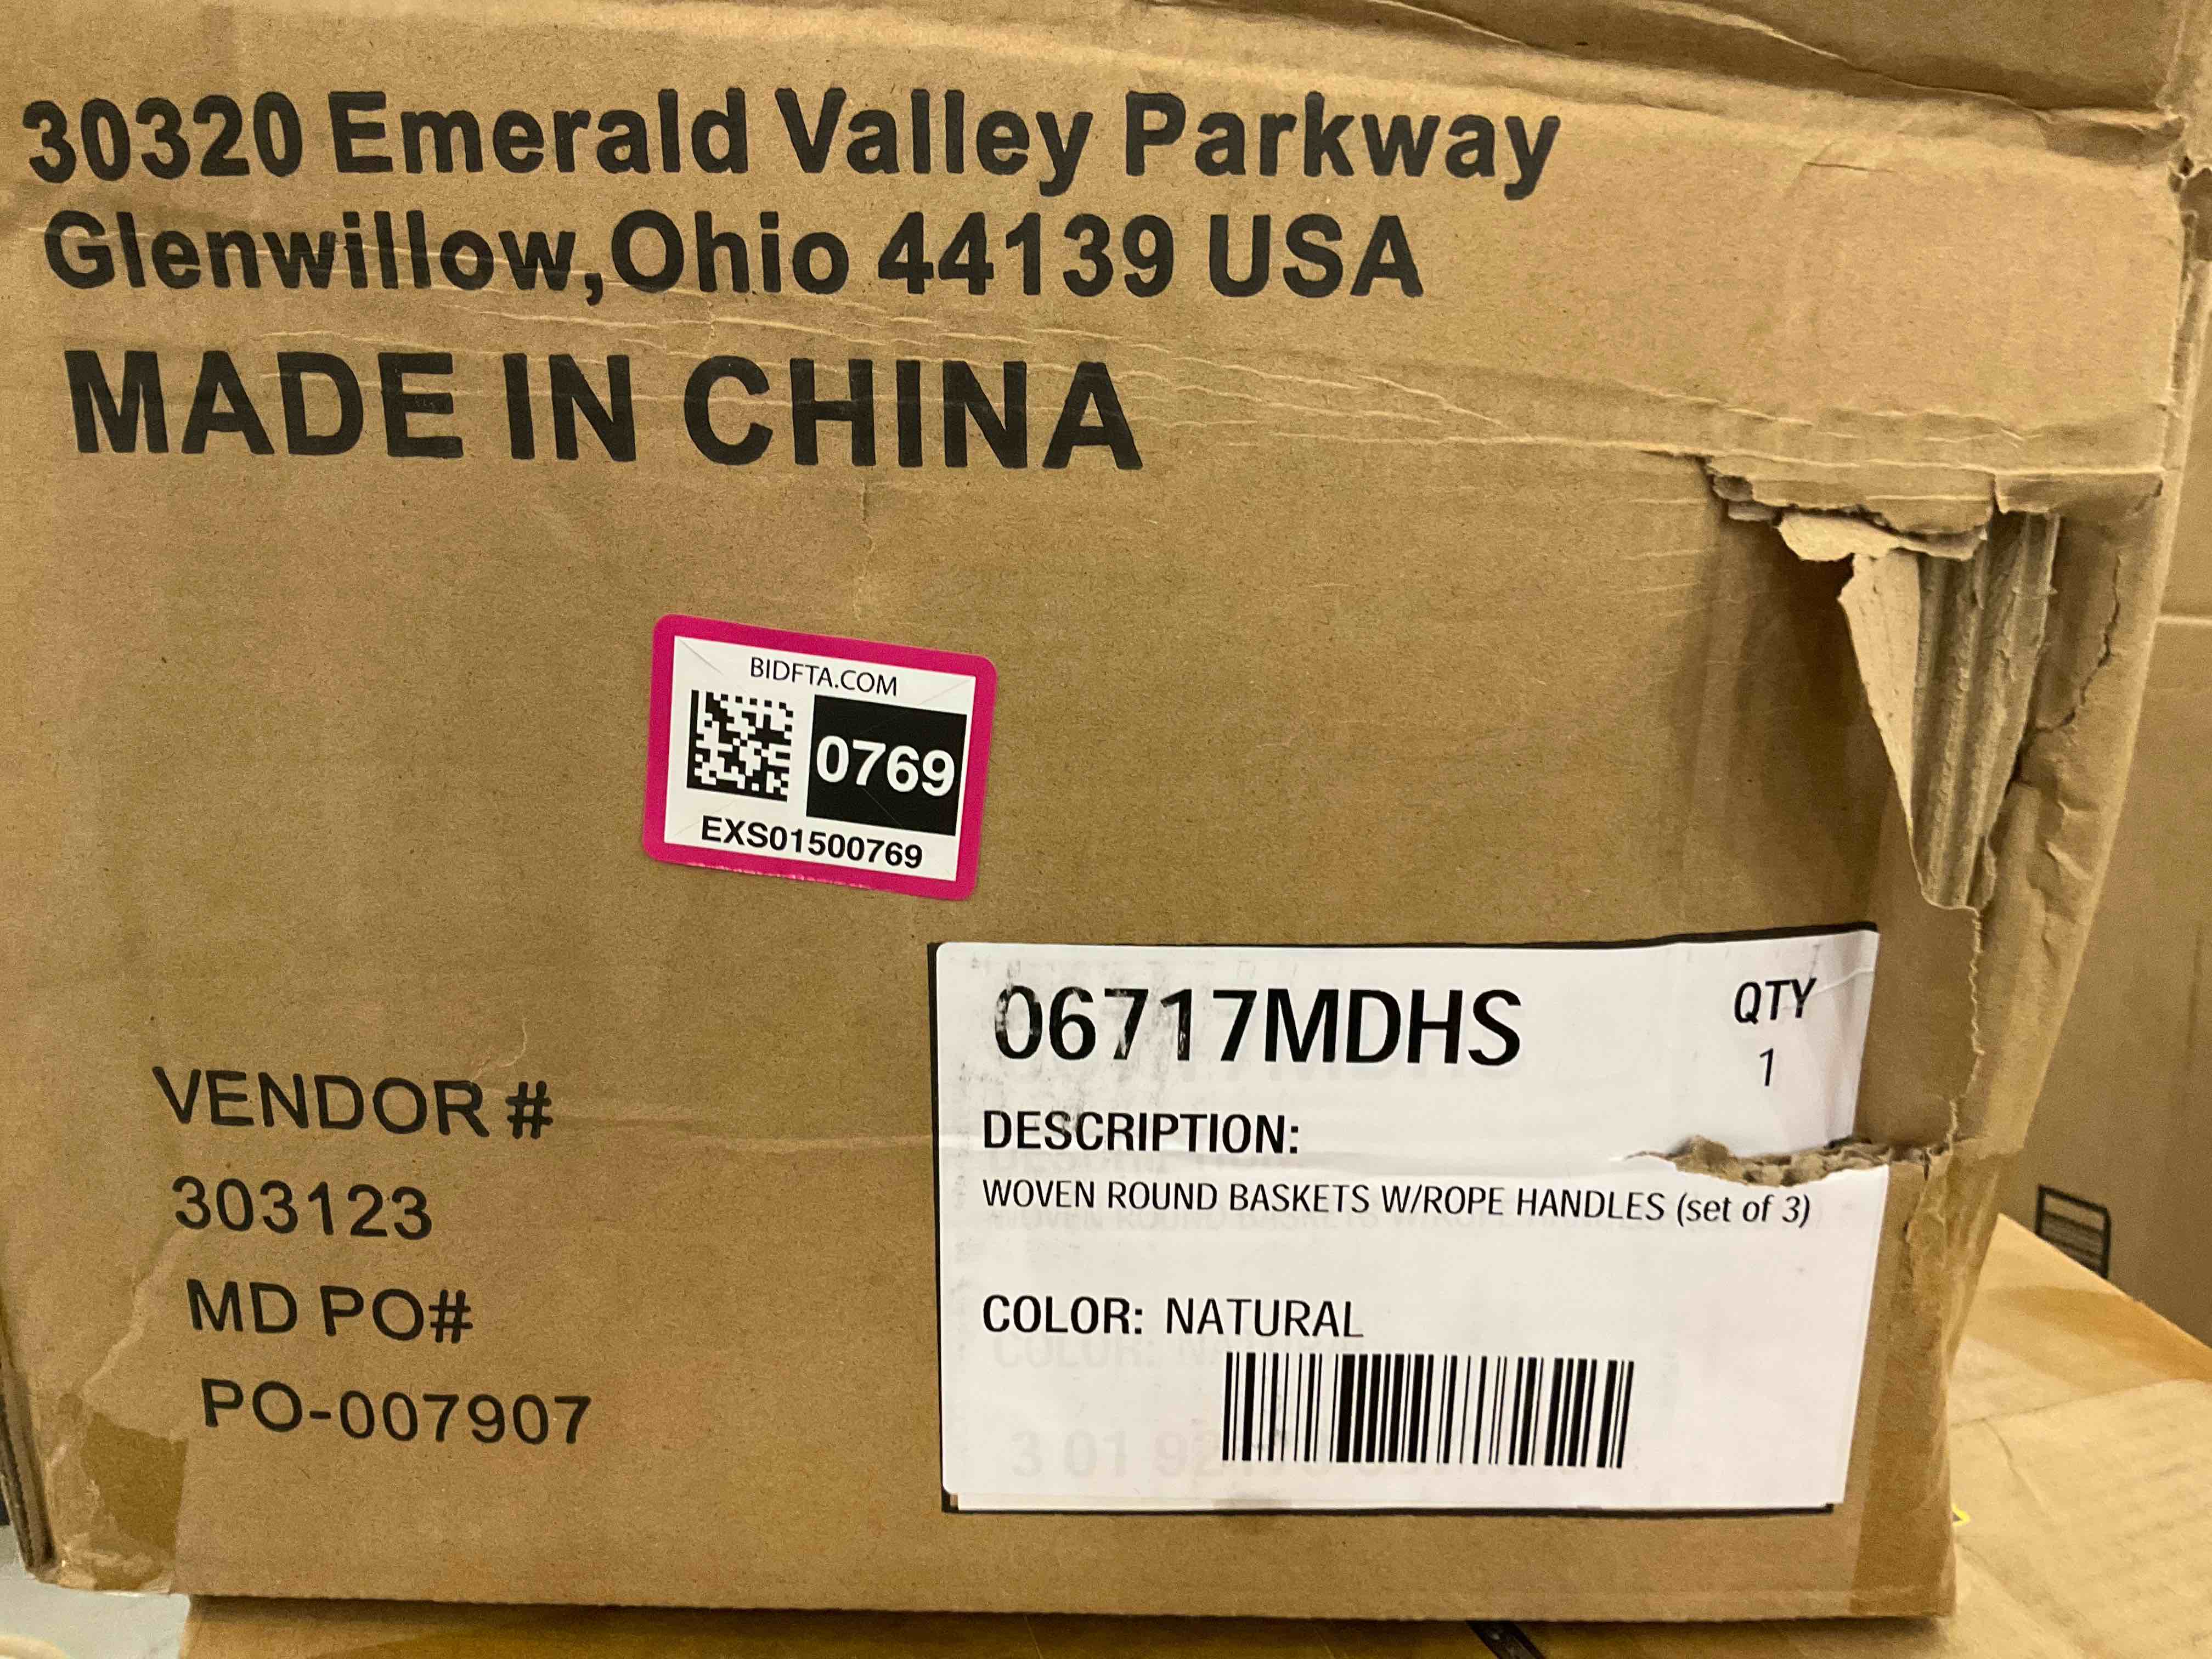 30320 Emerald Valley Parkway
Glenwillow,Ohio 44139 USA
MADE IN CHINA
BIDFTA.COM
0769
EXS01500769
VENDOR #
303123
MD PO#
PO-007907
06717MDHS
QTY
1
DESCRIPTION:
WOVEN ROUND BASKETS W/ROPE HANDLES (set of 3)
COLOR: NATURAL